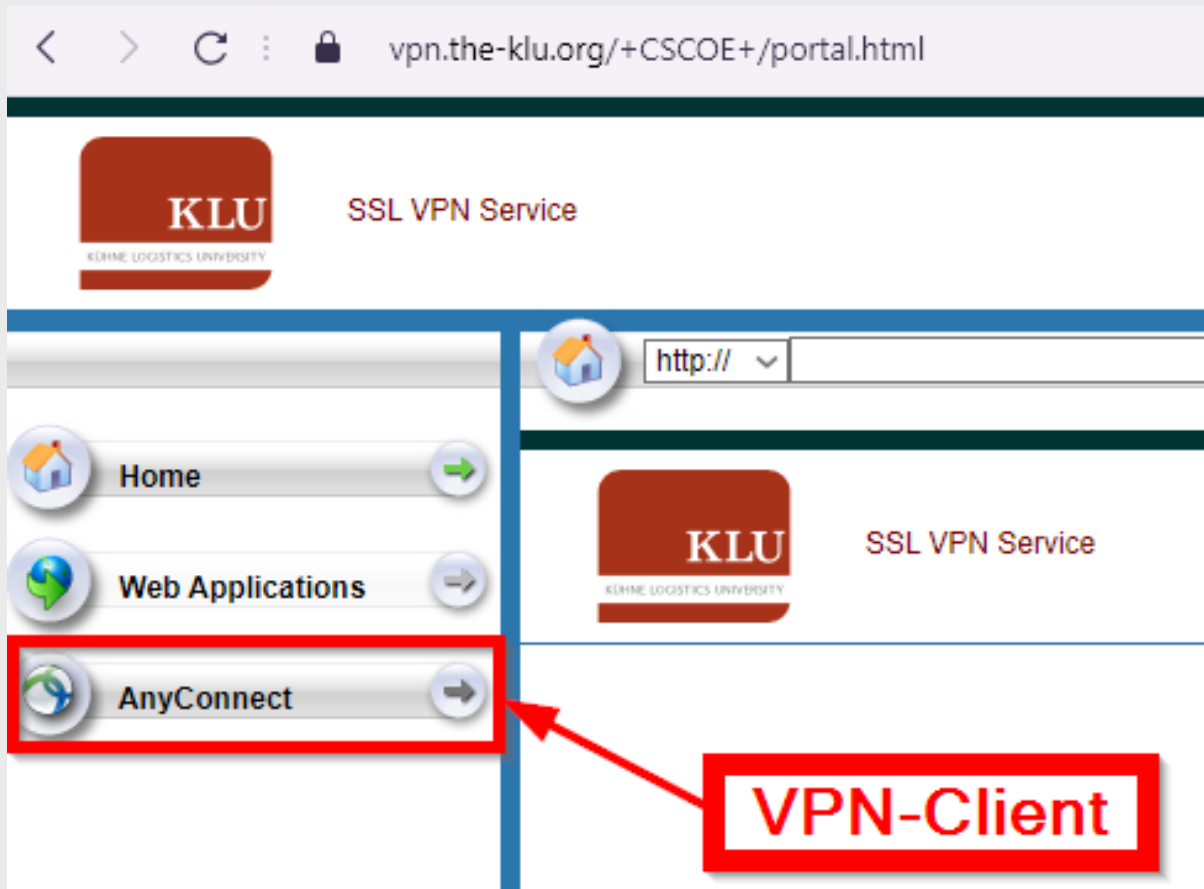 vpn.the-klu.org/+CSCOE+/portal.html
KLU
KÜHNE LOGISTICS UNIVERSITY
SSL VPN Service
http://
Home
Web Applications
AnyConnect
KLU
KÜHNE LOGISTICS UNIVERSITY
SSL VPN Service
VPN-Client